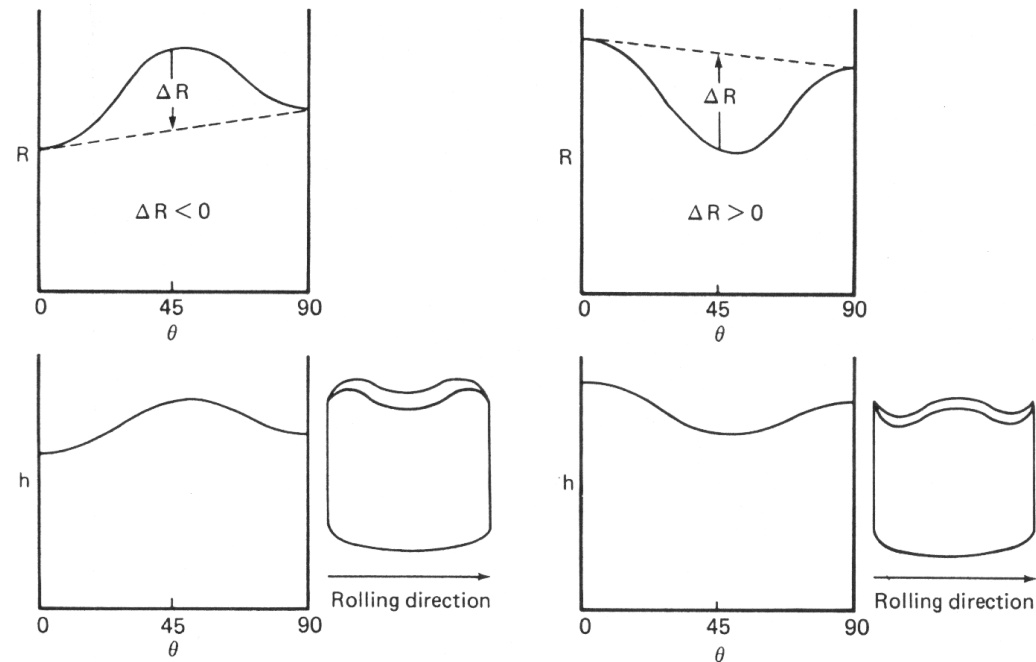 R
ΔR
ΔR < 0
0 45 90
θ
R
ΔR
ΔR > 0
0 45 90
θ
h
0 45 90
θ
Rolling direction
h
0 45 90
θ
Rolling direction